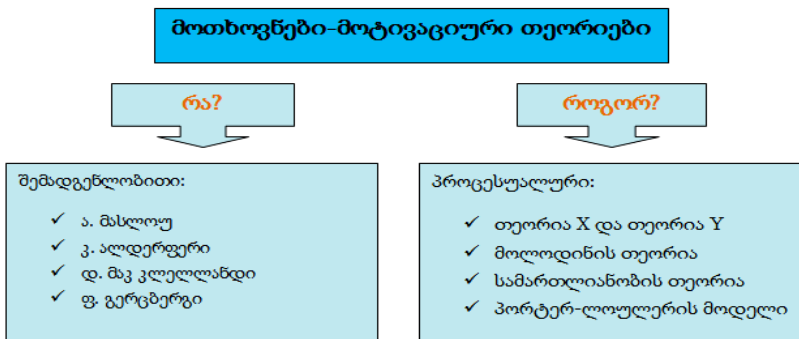 მოთხოვნები-მოტივაციური თეორიები
რა?
როგორ?
შემადგენლობითი:
✓ ა. მასლოუ
✓ კ. ალდერფერი
✓ დ. მაკ კლელლანდი
✓ ფ. გერცბერგი
პროცესუალური:
✓ თეორია X და თეორია Y
✓ მოლოდინის თეორია
✓ სამართლიანობის თეორია
✓ პორტერ-ლოულერის მოდელი